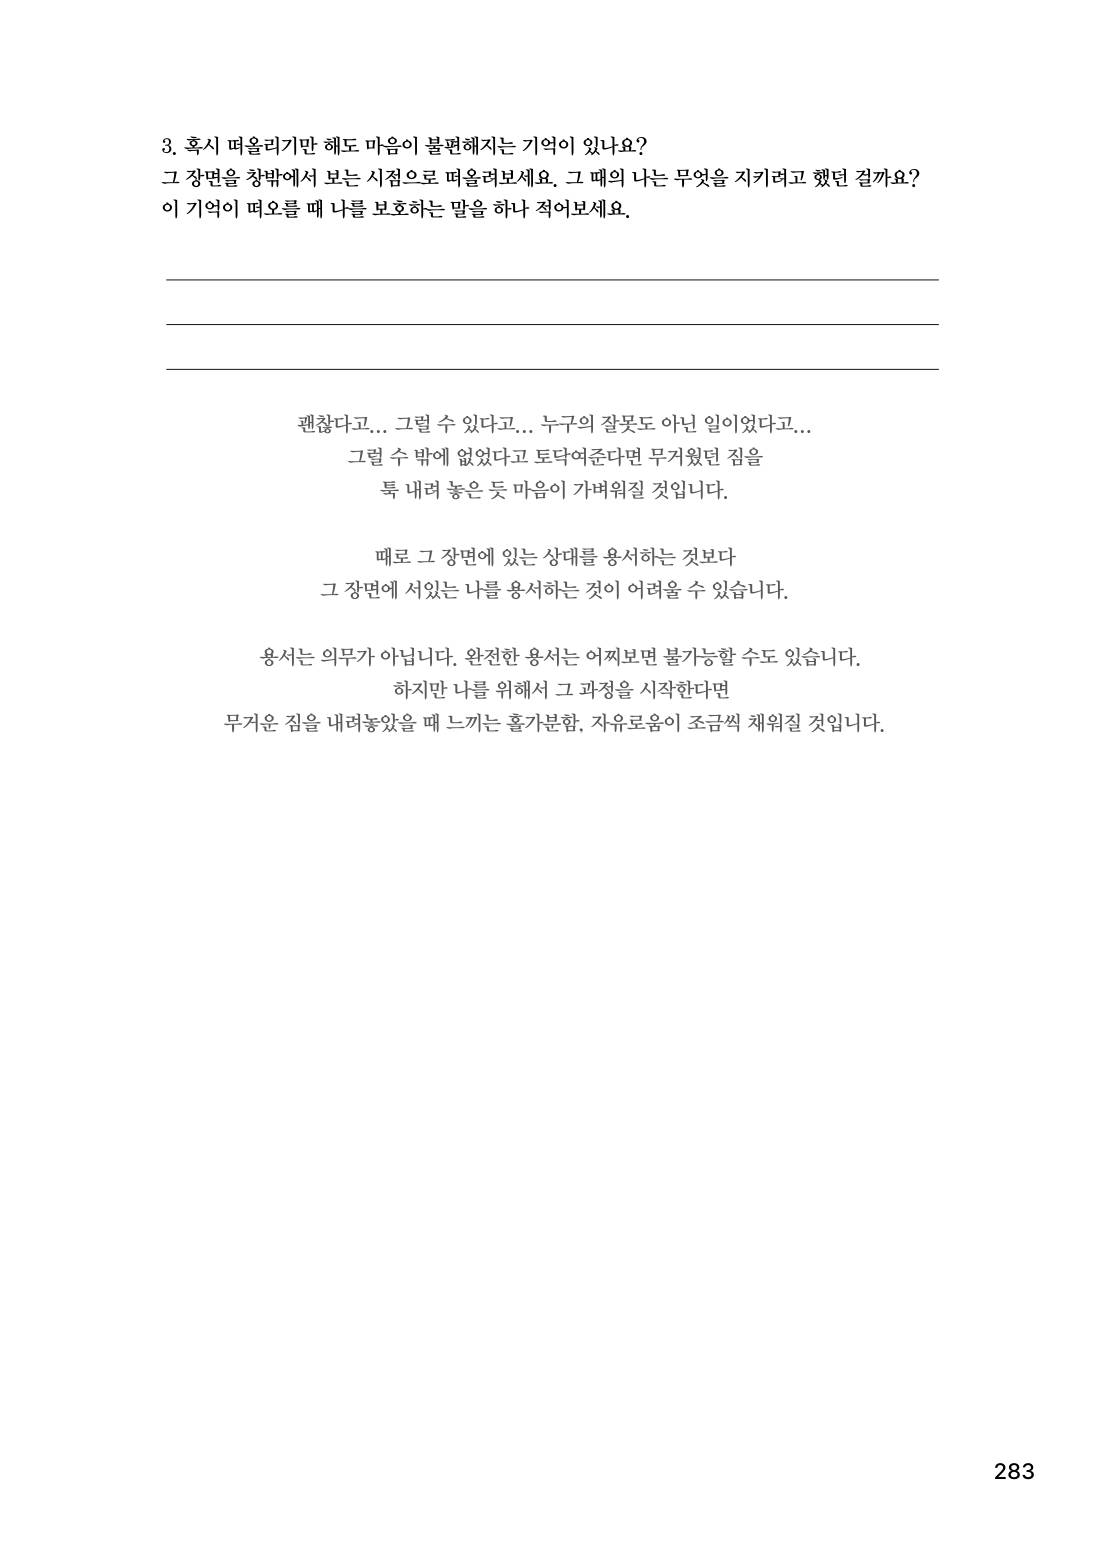 3. 혹시 떠올리기만 해도 마음이 불편해지는 기억이 있나요?
그 장면을 창밖에서 보는 시점으로 떠올려보세요. 그 때의 나는 무엇을 지키려고 했던 걸까요?
이 기억이 떠오를 때 나를 보호하는 말을 하나 적어보세요.
괜찮다고... 그럴 수 있다고... 누구의 잘못도 아닌 일이었다고...
그럴 수 밖에 없었다고 토닥여준다면 무거웠던 짐을
툭 내려 놓은 듯 마음이 가벼워질 것입니다.
때로 그 장면에 있는 상대를 용서하는 것보다
그 장면에 서있는 나를 용서하는 것이 어려울 수 있습니다.
용서는 의무가 아닙니다. 완전한 용서는 어찌보면 불가능할 수도 있습니다.
하지만 나를 위해서 그 과정을 시작한다면
무거운 짐을 내려놓았을 때 느끼는 홀가분함, 자유로움이 조금씩 채워질 것입니다.
283